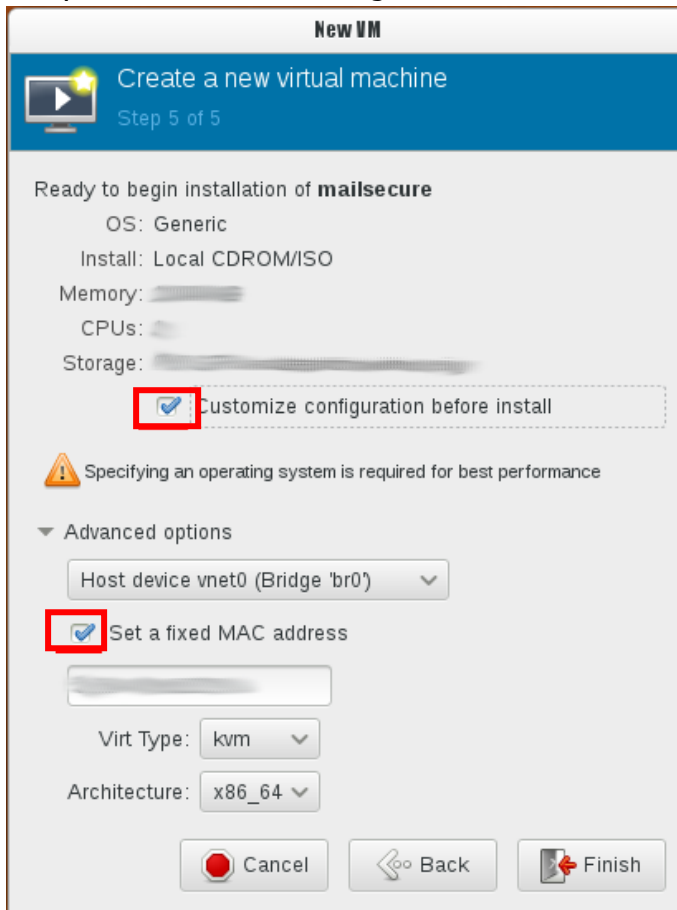 New VM
Create a new virtual machine
Step 5 of 5
Ready to begin installation of mailsecure
OS: Generic
Install: Local CDROM/ISO
Memory:
CPUs:
Storage:
Customize configuration before install
Specifying an operating system is required for best performance
Advanced options
Host device vnet0 (Bridge 'br0')
Set a fixed MAC address
Virt Type: kvm
Architecture: x86_64
Cancel Back Finish